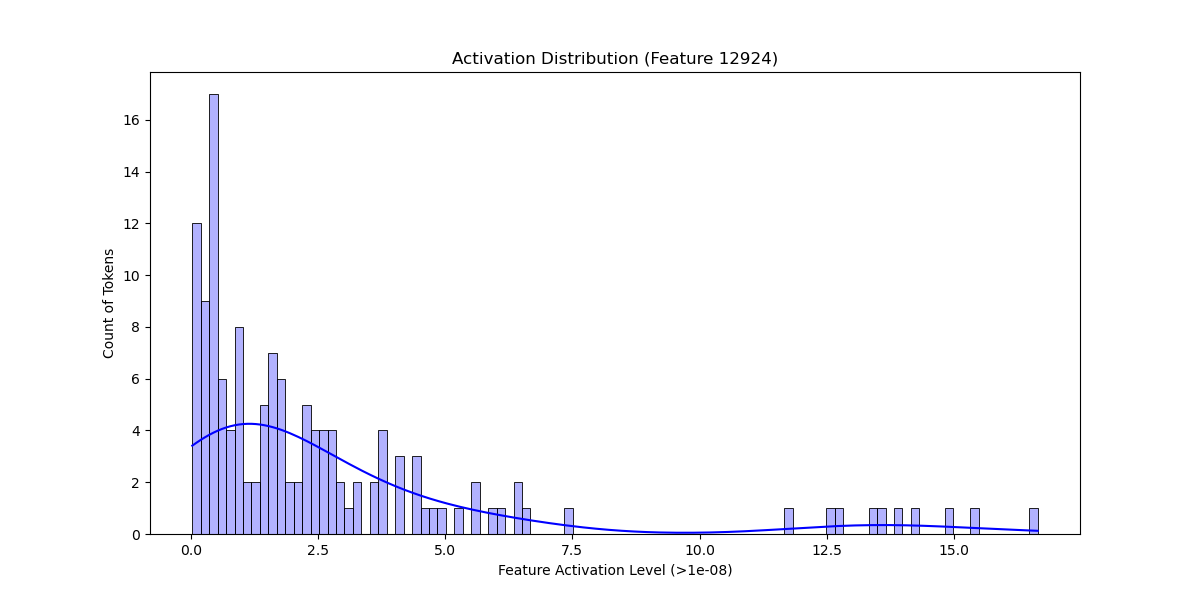 Activation Distribution (Feature 12924)
Count of Tokens
16
14
12
10
8
6
4
2
0
0.0 2.5 5.0 7.5 10.0 12.5 15.0
Feature Activation Level (>1e-08)